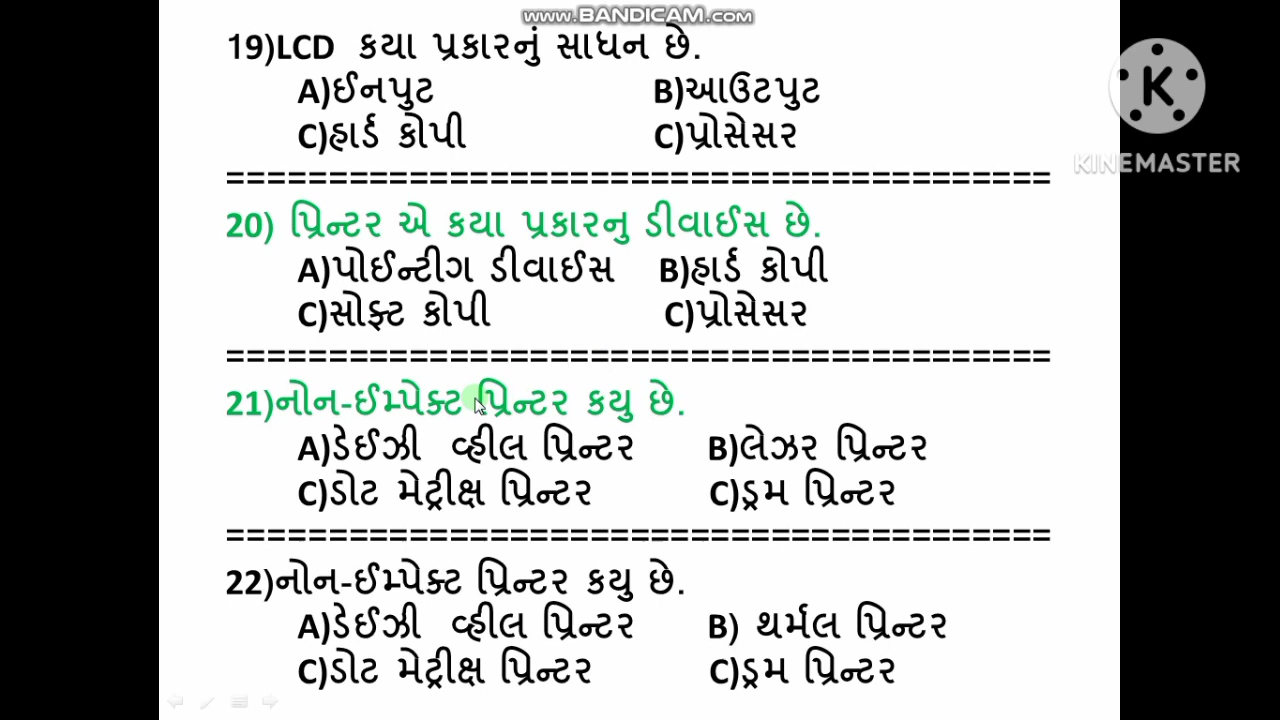 www.BANDICAM.com
19)LCD કયા પ્રકારનું સાધન છે.
A)ઈનપુટ B)આઉટપુટ
C)હાર્ડ કોપી C)પ્રોસેસર
K
KINEMASTER
========================================
20) પ્રિન્ટર એ કયા પ્રકારનુ ડીવાઈસ છે.
A)પોઈન્ટીગ ડીવાઈસ B)હાર્ડ કોપી
C)સોફ્ટ કોપી C)પ્રોસેસર
========================================
21)નોન-ઈમ્પેક્ટ પ્રિન્ટર કયુ છે.
A)ડેઈઝી વ્હીલ પ્રિન્ટર B)લેઝર પ્રિન્ટર
C)ડોટ મેટ્રીક્ષ પ્રિન્ટર C)ડ્રમ પ્રિન્ટર
========================================
22)નોન-ઈમ્પેક્ટ પ્રિન્ટર કયુ છે.
A)ડેઈઝી વ્હીલ પ્રિન્ટર B) થર્મલ પ્રિન્ટર
C)ડોટ મેટ્રીક્ષ પ્રિન્ટર C)ડ્રમ પ્રિન્ટર